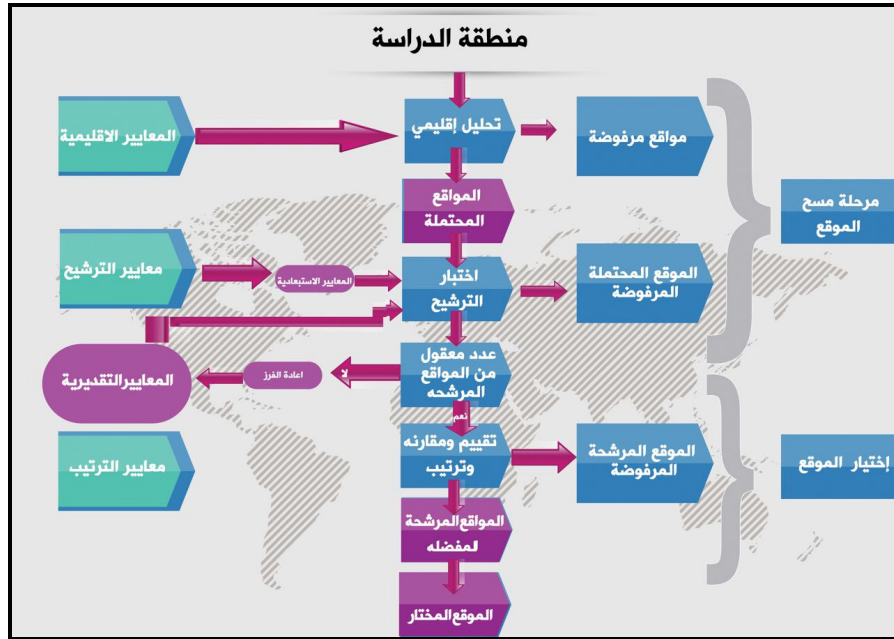 منطقة الدراسة
المعايير الاقليمية
تحليل إقليمي
مواقع مرفوضة
المواقع
المحتملة
مرحلة مسح
الموقع
معايير الترشيح
المعايير الاستبعادية
اختبار
الترشيح
الموقع المحتملة
المرفوضة
عدد معقول
من المواقع
المرشحه
لا
اعادة الفرز
المعاييرالتقديرية
نعم
معايير الترتيب
تقييم ومقارنه
وترتيب
الموقع المرشحة
المرفوضة
إختيار الموقع
المواقع المرشحة
لمفضله
الموقع المختار